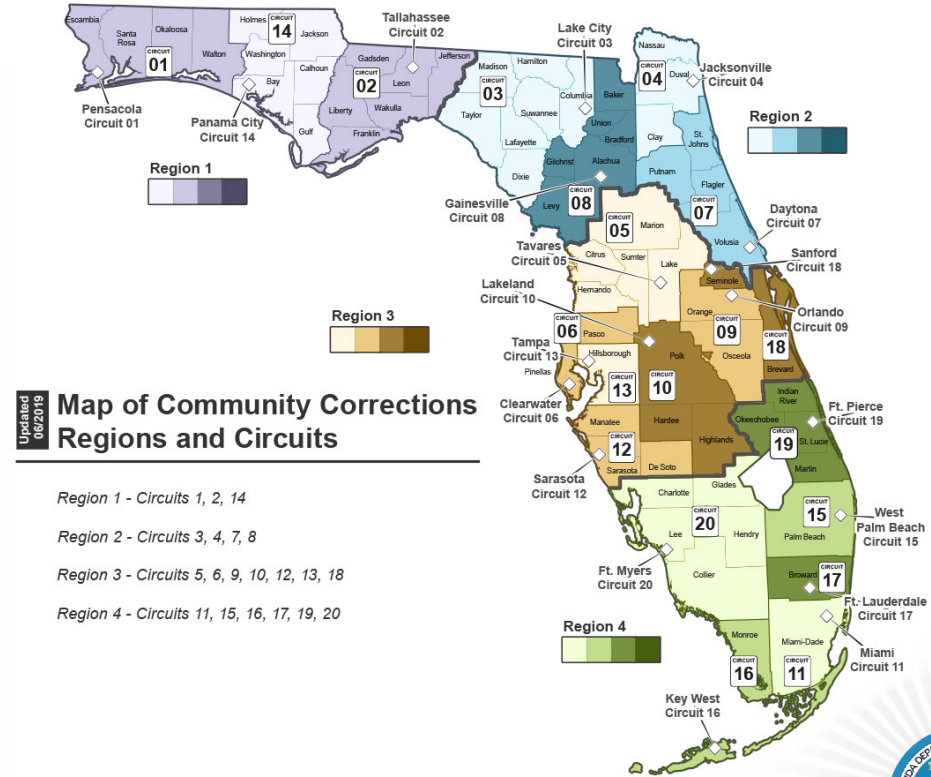 Escambia
Santa
Rosa
Okaloosa
Walton
CIRCUIT
01
Pensacola
Circuit 01
Holmes
CIRCUIT
14
Jackson
Washington
Bay
Calhoun
Gulf
Panama City
Circuit 14
Tallahassee
Circuit 02
Gadsden
Jefferson
CIRCUIT
02
Leon
Liberty
Wakulla
Franklin
Region 1
Lake City
Circuit 03
Madison
Hamilton
CIRCUIT
03
Columbia
Suwannee
Taylor
Lafayette
Dixie
Nassau
CIRCUIT
04
Duval
Jacksonville
Circuit 04
Clay
Baker
Union
Bradford
Gilchrist
Alachua
Levy
CIRCUIT
08
Gainesville
Circuit 08
St.
Johns
Putnam
Flagler
CIRCUIT
07
Volusia
Daytona
Circuit 07
Region 2
CIRCUIT
05
Marion
Citrus
Sumter
Lake
Hernando
Tavares
Circuit 05
Sanford
Circuit 18
Seminole
Lakeland
Circuit 10
Orlando
Circuit 09
Orange
CIRCUIT
09
Osceola
CIRCUIT
18
Brevard
Region 3
CIRCUIT
06
Pasco
Tampa
Circuit 13
Hillsborough
Pinellas
CIRCUIT
13
Polk
CIRCUIT
10
Clearwater
Circuit 06
Hardee
Highlands
Manatee
CIRCUIT
12
Sarasota
De Soto
Sarasota
Circuit 12
Indian
River
Okeechobee
Ft. Pierce
Circuit 19
CIRCUIT
19
St. Lucie
Martin
Updated
06/2019
Map of Community Corrections
Regions and Circuits
Region 1 - Circuits 1, 2, 14
Region 2 - Circuits 3, 4, 7, 8
Region 3 - Circuits 5, 6, 9, 10, 12, 13, 18
Region 4 - Circuits 11, 15, 16, 17, 19, 20
Charlotte
Glades
CIRCUIT
20
Lee
Hendry
Collier
Ft. Myers
Circuit 20
CIRCUIT
15
Palm Beach
West
Palm Beach
Circuit 15
Broward
CIRCUIT
17
Ft. Lauderdale
Circuit 17
Region 4
Monroe
CIRCUIT
16
Miami-Dade
CIRCUIT
11
Miami
Circuit 11
Key West
Circuit 16